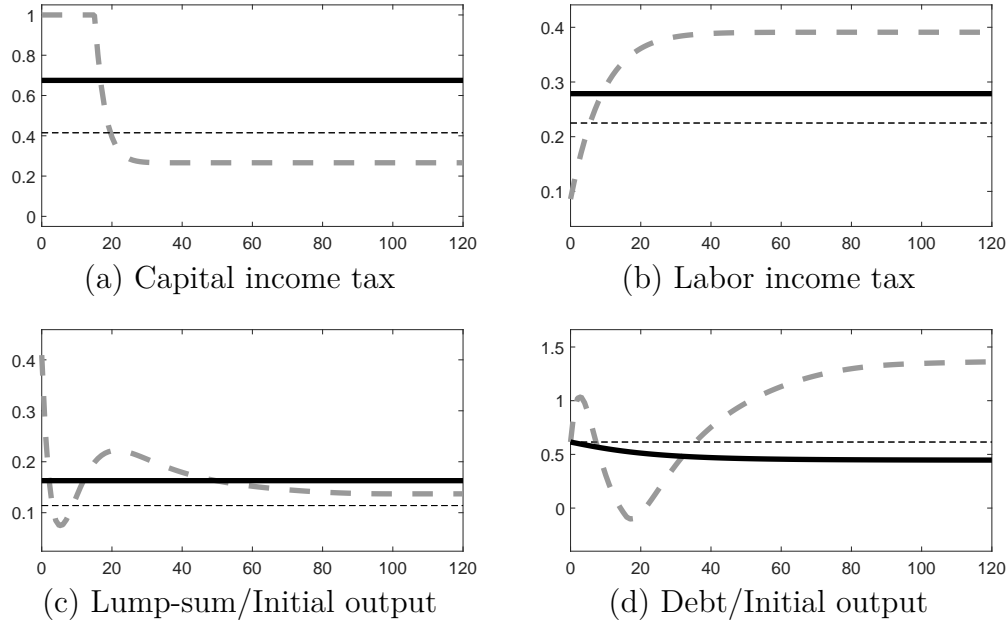 1
0.8
0.6
0.4
0.2
0
0 20 40 60 80 100 120
(a) Capital income tax
0.4
0.3
0.2
0.1
0 20 40 60 80 100 120
(b) Labor income tax
0.4
0.3
0.2
0.1
0 20 40 60 80 100 120
(c) Lump-sum/Initial output
1.5
1
0.5
0
0 20 40 60 80 100 120
(d) Debt/Initial output